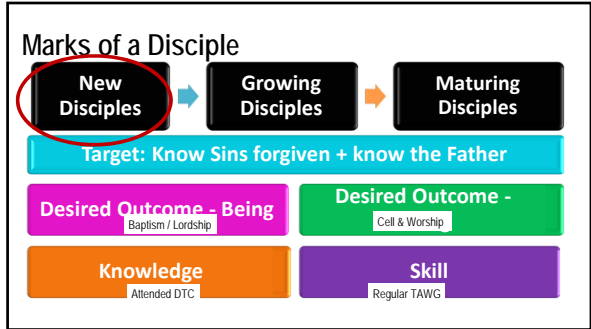 Marks of a Disciple
New
Disciples
Growing
Disciples
Maturing
Disciples
Target: Know Sins forgiven + know the Father
Desired Outcome - Being
Baptism / Lordship
Desired Outcome -
Cell & Worship
Knowledge
Attended DTC
Skill
Regular TAWG